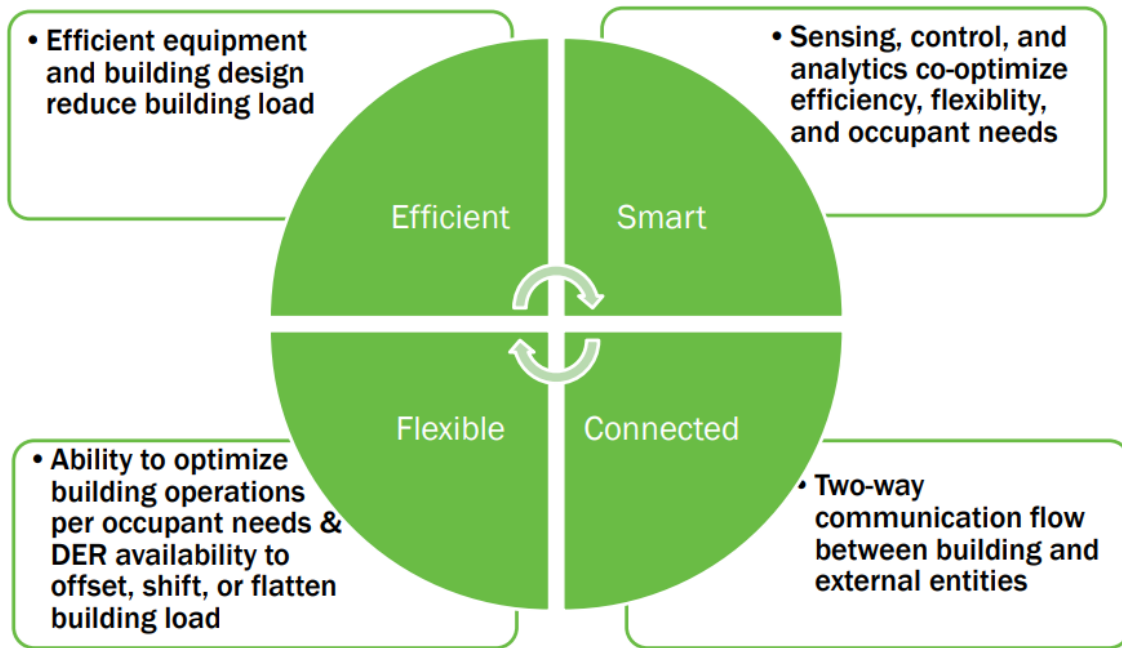 • Efficient equipment
and building design
reduce building load
• Sensing, control, and
analytics co-optimize
efficiency, flexiblity,
and occupant needs
Efficient
Smart
Flexible
Connected
• Ability to optimize
building operations
per occupant needs &
DER availability to
offset, shift, or flatten
building load
• Two-way
communication flow
between building and
external entities